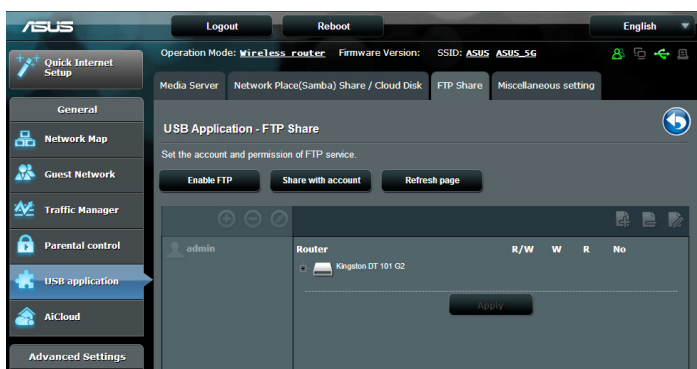 ASUS Logout Reboot English
Operation Mode: Wireless router Firmware Version: SSID: ASUS ASUS_5G
Quick Internet
Setup
Media Server Network Place(Samba) Share / Cloud Disk FTP Share Miscellaneous setting
General
Network Map
Guest Network
Traffic Manager
Parental control
USB application
AiCloud
Advanced Settings
USB Application - FTP Share
Set the account and permission of FTP service.
Enable FTP Share with account Refresh page
admin
Router R/W W R No
Kingston DT 101 G2
Apply